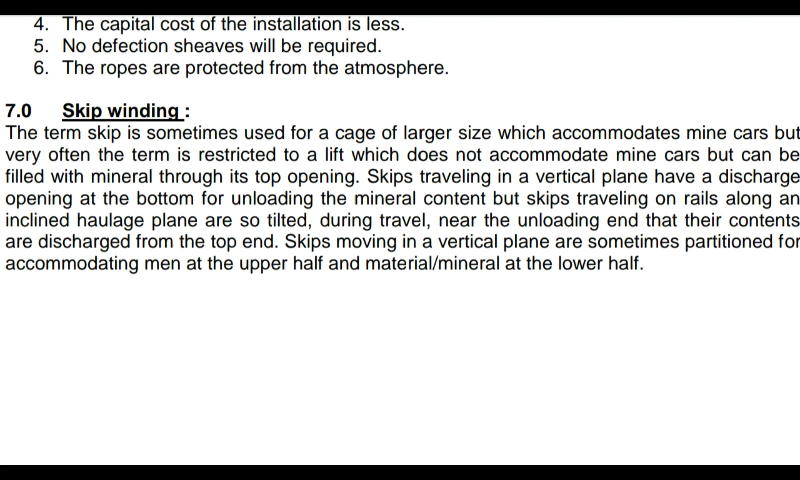 4. The capital cost of the installation is less.
5. No defection sheaves will be required.
6. The ropes are protected from the atmosphere.
7.0 Skip winding :
The term skip is sometimes used for a cage of larger size which accommodates mine cars but
very often the term is restricted to a lift which does not accommodate mine cars but can be
filled with mineral through its top opening. Skips traveling in a vertical plane have a discharge
opening at the bottom for unloading the mineral content but skips traveling on rails along an
inclined haulage plane are so tilted, during travel, near the unloading end that their contents
are discharged from the top end. Skips moving in a vertical plane are sometimes partitioned for
accommodating men at the upper half and material/mineral at the lower half.